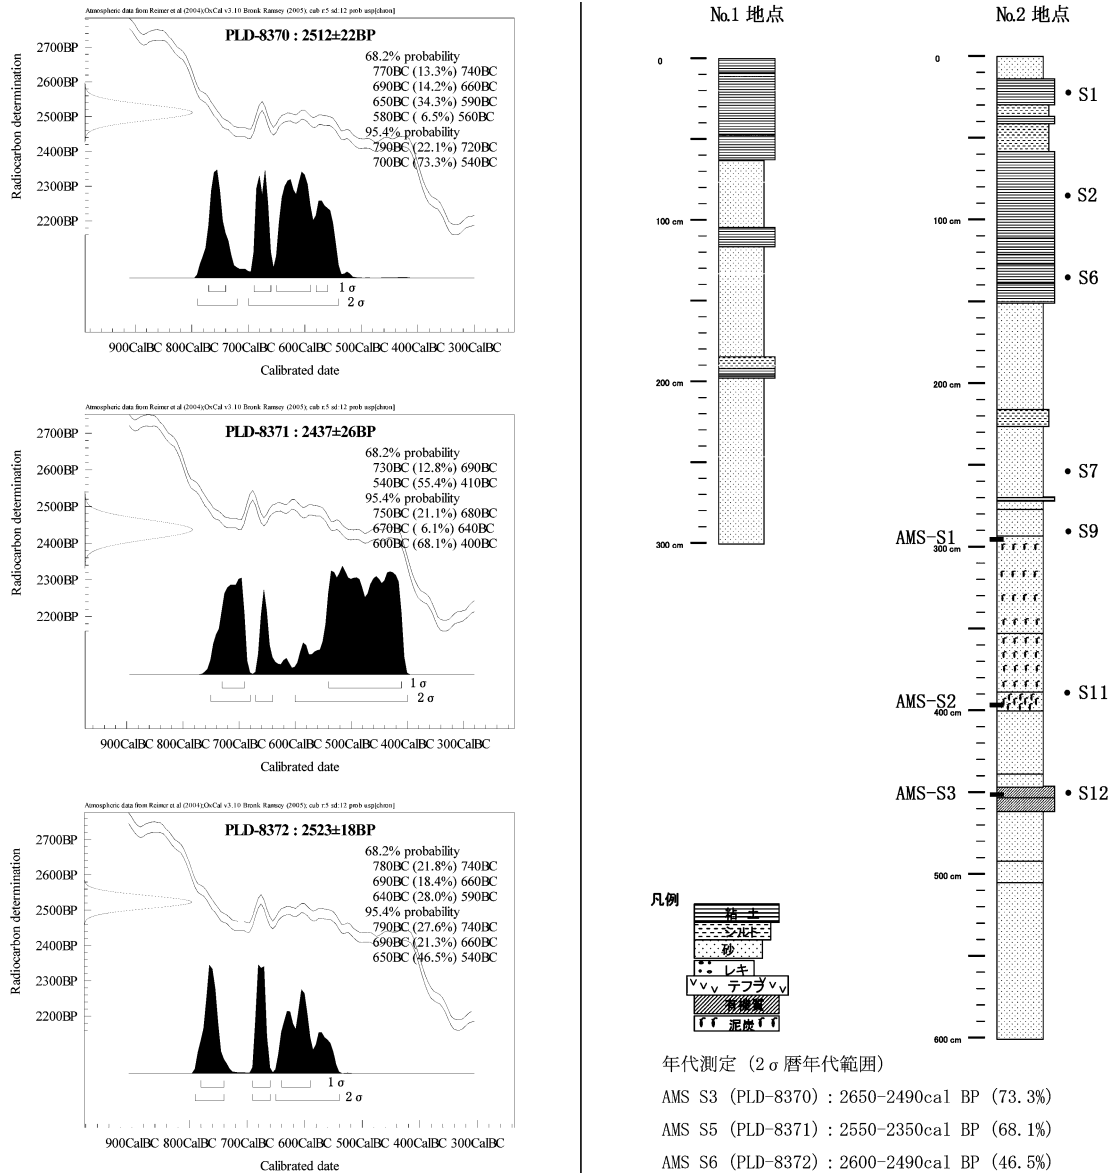 Atmospheric data from Reimer et al (2004);OxCal v3.10 Bronk Ramsey (2005); cub r:5 sd:12 prob usp[chron]
PLD-8370 : 2512±22BP
68.2% probability
770BC (13.3%) 740BC
690BC (14.2%) 660BC
650BC (34.3%) 590BC
580BC ( 6.5%) 560BC
95.4% probability
790BC (22.1%) 720BC
700BC (73.3%) 540BC
Radiocarbon determination
2700BP
2600BP
2500BP
2400BP
2300BP
2200BP
1 σ
2 σ
900CalBC 800CalBC 700CalBC 600CalBC 500CalBC 400CalBC 300CalBC
Calibrated date
Atmospheric data from Reimer et al (2004);OxCal v3.10 Bronk Ramsey (2005); cub r:5 sd:12 prob usp[chron]
PLD-8371 : 2437±26BP
68.2% probability
730BC (12.8%) 690BC
540BC (55.4%) 410BC
95.4% probability
750BC (21.1%) 680BC
670BC ( 6.1%) 640BC
600BC (68.1%) 400BC
Radiocarbon determination
2700BP
2600BP
2500BP
2400BP
2300BP
2200BP
1 σ
2 σ
900CalBC 800CalBC 700CalBC 600CalBC 500CalBC 400CalBC 300CalBC
Calibrated date
Atmospheric data from Reimer et al (2004);OxCal v3.10 Bronk Ramsey (2005); cub r:5 sd:12 prob usp[chron]
PLD-8372 : 2523±18BP
68.2% probability
780BC (21.8%) 740BC
690BC (18.4%) 660BC
640BC (28.0%) 590BC
95.4% probability
790BC (27.6%) 740BC
690BC (21.3%) 660BC
650BC (46.5%) 540BC
Radiocarbon determination
2700BP
2600BP
2500BP
2400BP
2300BP
2200BP
1 σ
2 σ
900CalBC 800CalBC 700CalBC 600CalBC 500CalBC 400CalBC 300CalBC
Calibrated date
No.1 地点
0
100 cm
200 cm
300 cm
No.2 地点
0
S1
S2
100 cm
S6
200 cm
S7
S9
AMS-S1
300 cm
S11
AMS-S2
400 cm
AMS-S3
S12
500 cm
600 cm
凡例
粘 土
シルト
砂
レキ
テフラ
有機質
泥炭
年代測定 (2σ暦年代範囲)
AMS S3 (PLD-8370) : 2650-2490cal BP (73.3%)
AMS S5 (PLD-8371) : 2550-2350cal BP (68.1%)
AMS S6 (PLD-8372) : 2600-2490cal BP (46.5%)